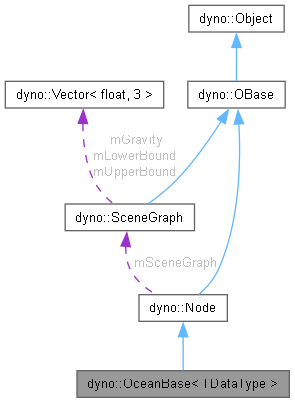 dyno::Object
dyno::Vector< float, 3 >
dyno::OBase
mGravity
mLowerBound
mUpperBound
dyno::SceneGraph
mSceneGraph
dyno::Node
dyno::OceanBase< TDataType >